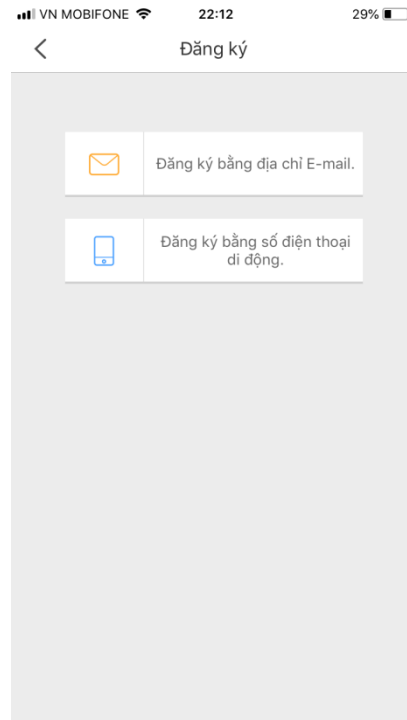 VN MOBIFONE 22:12 29%
Đăng ký
Đăng ký bằng địa chỉ E-mail.
Đăng ký bằng số điện thoại
di động.